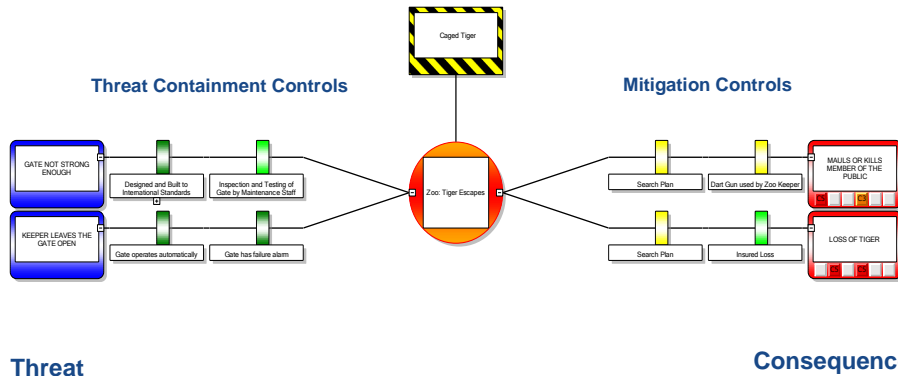 Caged Tiger
Threat Containment Controls
Mitigation Controls
GATE NOT STRONG
ENOUGH
Designed and Built to
International Standards
Inspection and Testing of
Gate by Maintenance Staff
Zoo: Tiger Escapes
Search Plan
Dart Gun used by Zoo Keeper
MAULS OR KILLS
MEMBER OF THE
PUBLIC
KEEPER LEAVES THE
GATE OPEN
Gate operates automatically
Gate has failure alarm
Search Plan
Insured Loss
LOSS OF TIGER
Threat
Consequenc